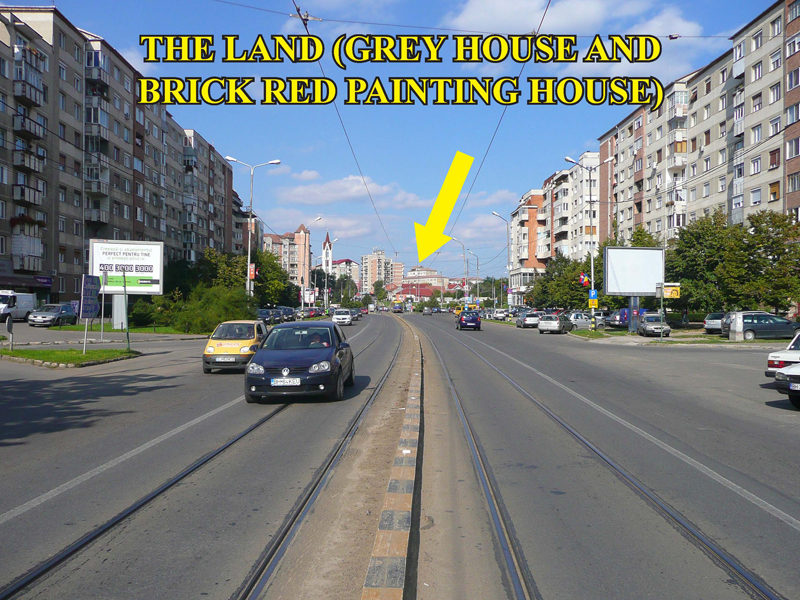 THE LAND (GREY HOUSE AND
BRICK RED PAINTING HOUSE)
PERFECT PENTRU TINE